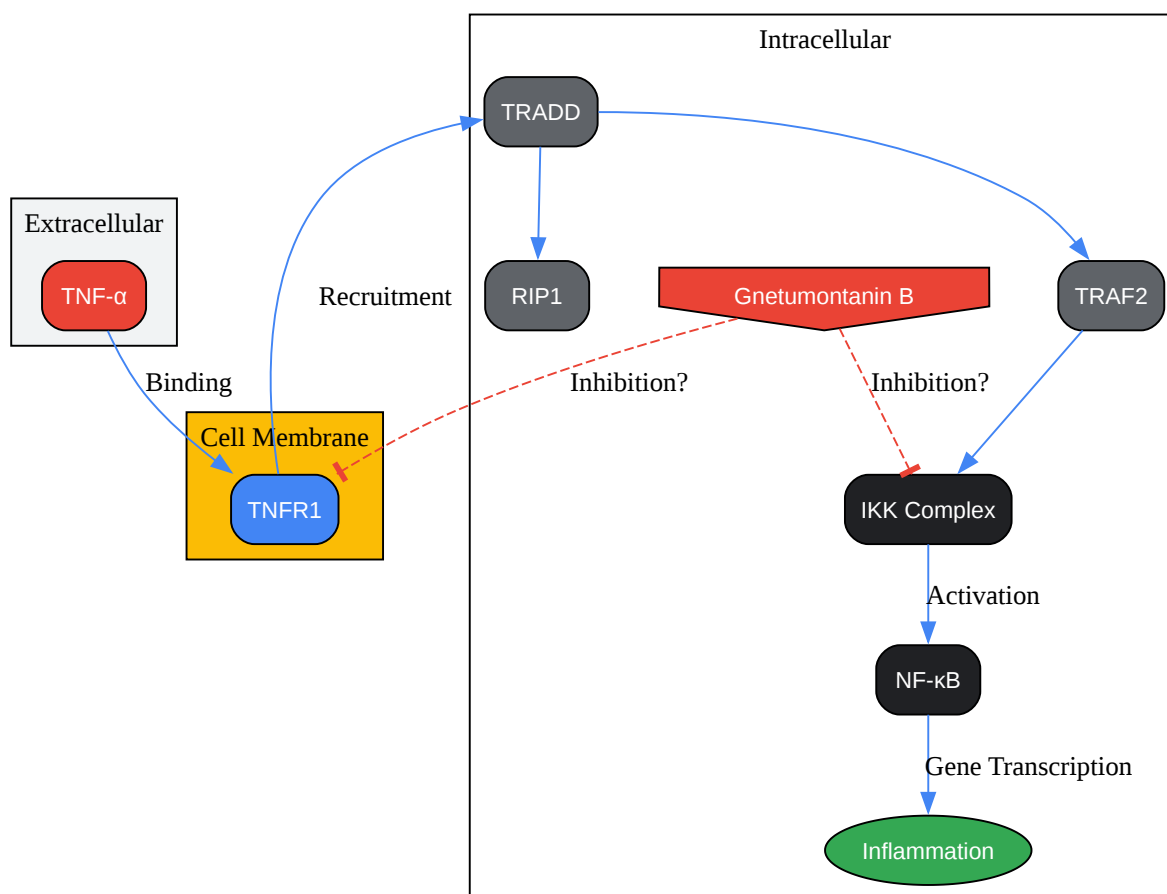 Intracellular
TRADD
Extracellular
TNF-α
Recruitment
RIP1
Gnetumontanin B
TRAF2
Binding
Inhibition?
Inhibition?
Cell Membrane
TNFR1
IKK Complex
Activation
NF-κB
Gene Transcription
Inflammation